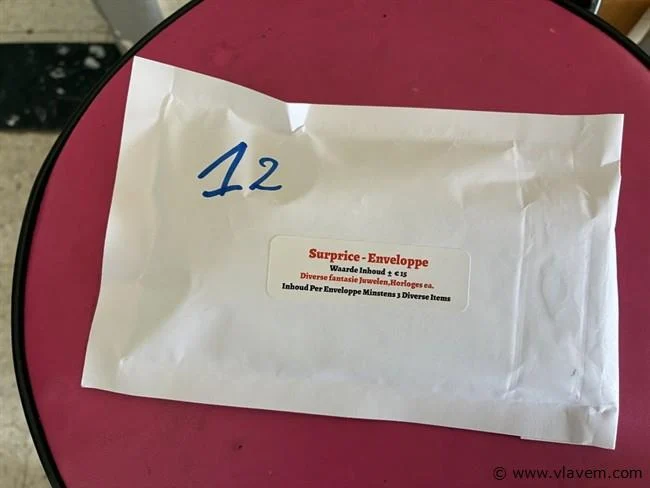 12
Surprice - Enveloppe
Waarde Inhoud ± € 15
Diverse fantasie Juwelen,Horloges ea.
Inhoud Per Enveloppe Minstens 3 Diverse Items
© www.vlavem.com